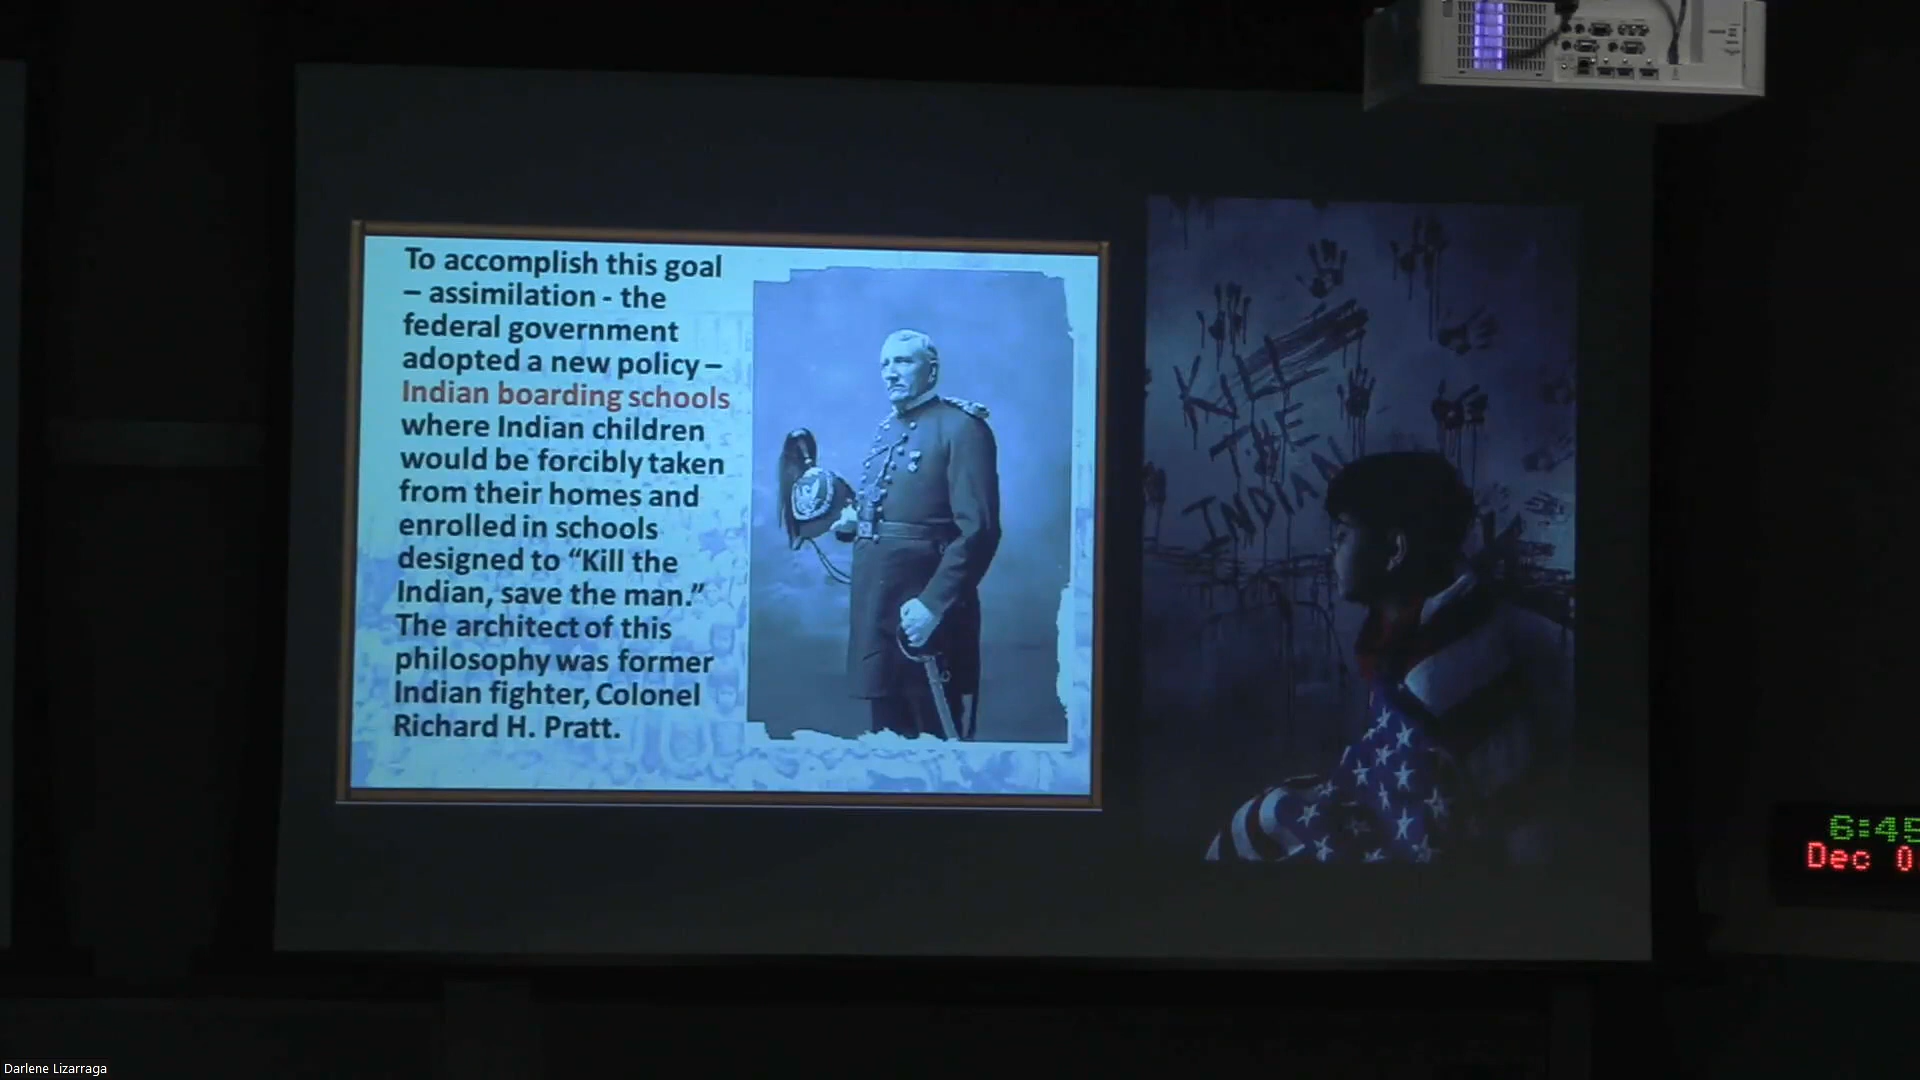 To accomplish this goal
– assimilation - the
federal government
adopted a new policy –
Indian boarding schools
where Indian children
would be forcibly taken
from their homes and
enrolled in schools
designed to “Kill the
Indian, save the man.”
The architect of this
philosophy was former
Indian fighter, Colonel
Richard H. Pratt.
KILL
THE
INDIAN
6:45
Dec 0
Darlene Lizarraga